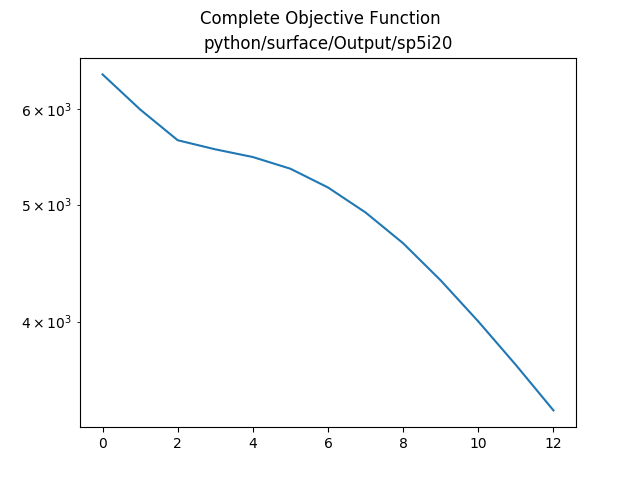 Complete Objective Function
python/surface/Output/sp5i20
6 × 10³
5 × 10³
4 × 10³
0 2 4 6 8 10 12